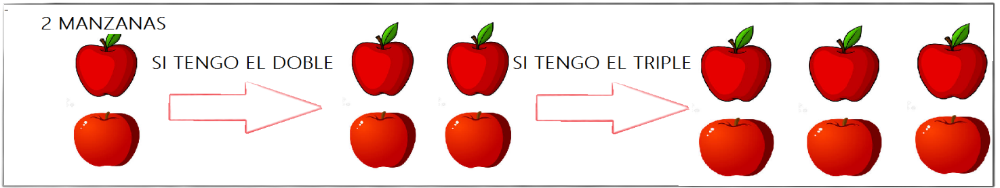 2 MANZANAS
SI TENGO EL DOBLE
SI TENGO EL TRIPLE